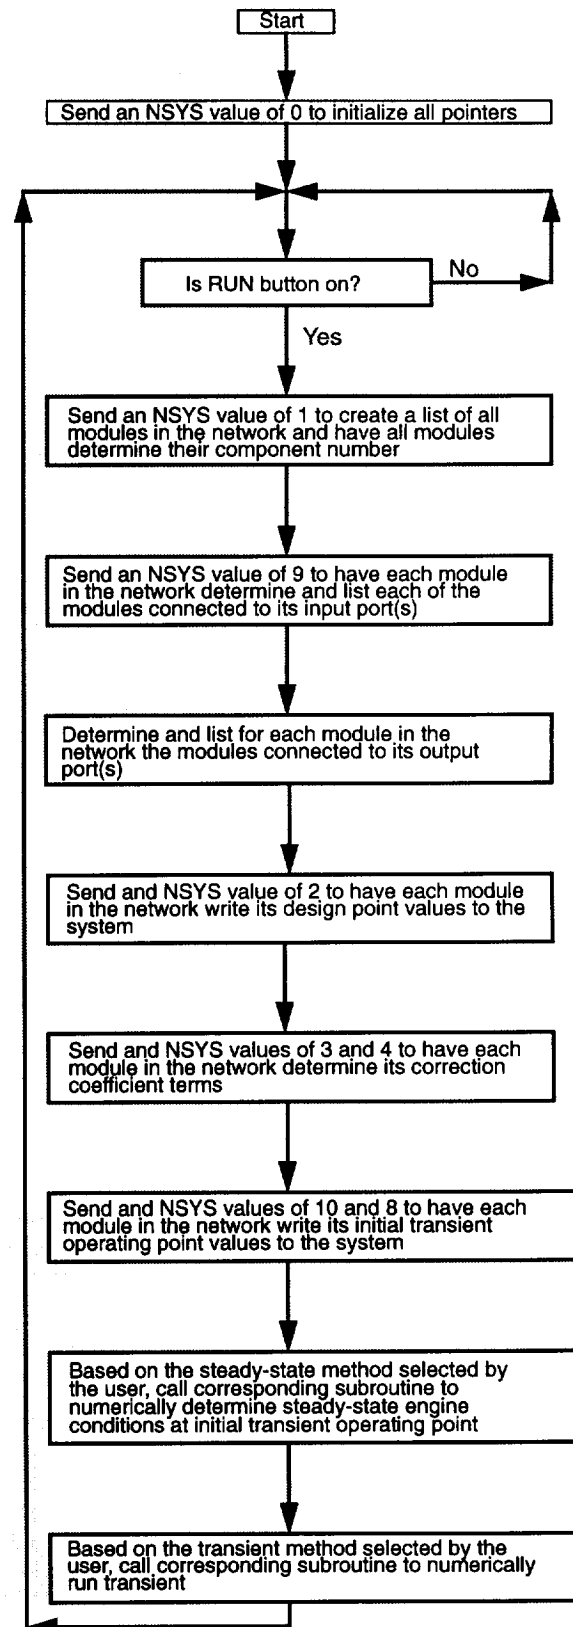 Start
Send an NSYS value of 0 to initialize all pointers
Is RUN button on?
No
Yes
Send an NSYS value of 1 to create a list of all
modules in the network and have all modules
determine their component number
Send an NSYS value of 9 to have each module
in the network determine and list each of the
modules connected to its input port(s)
Determine and list for each module in the
network the modules connected to its output
port(s)
Send and NSYS value of 2 to have each module
in the network write its design point values to the
system
Send and NSYS values of 3 and 4 to have each
module in the network determine its correction
coefficient terms
Send and NSYS values of 10 and 8 to have each
module in the network write its initial transient
operating point values to the system
Based on the steady-state method selected by
the user, call corresponding subroutine to
numerically determine steady-state engine
conditions at initial transient operating point
Based on the transient method selected by the
user, call corresponding subroutine to numerically
run transient